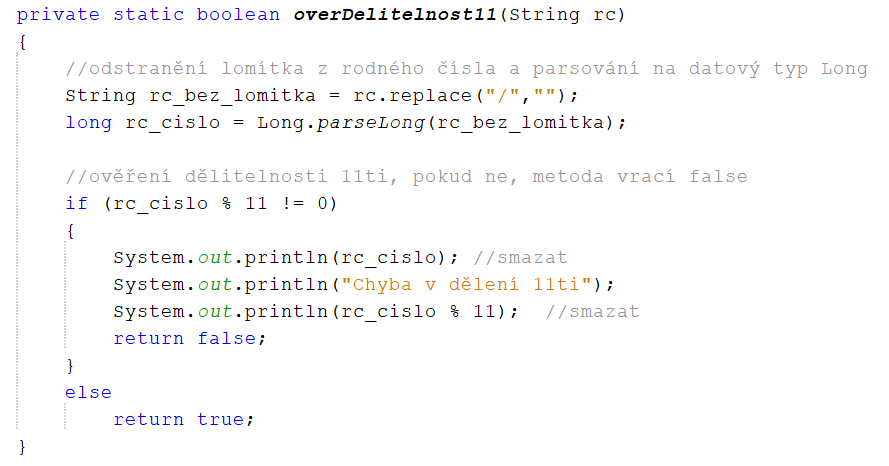 private static boolean overDelitelnost11(String rc)
{
//odstranění lomítka z rodného čísla a parsování na datový typ Long
String rc_bez_lomitka = rc.replace("/","");
long rc_cislo = Long.parseLong(rc_bez_lomitka);
//ověření dělitelnosti 11ti, pokud ne, metoda vrací false
if (rc_cislo % 11 != 0)
{
System.out.println(rc_cislo); //smazat
System.out.println("Chyba v dělení 11ti");
System.out.println(rc_cislo % 11);  //smazat
return false;
}
else
return true;
}